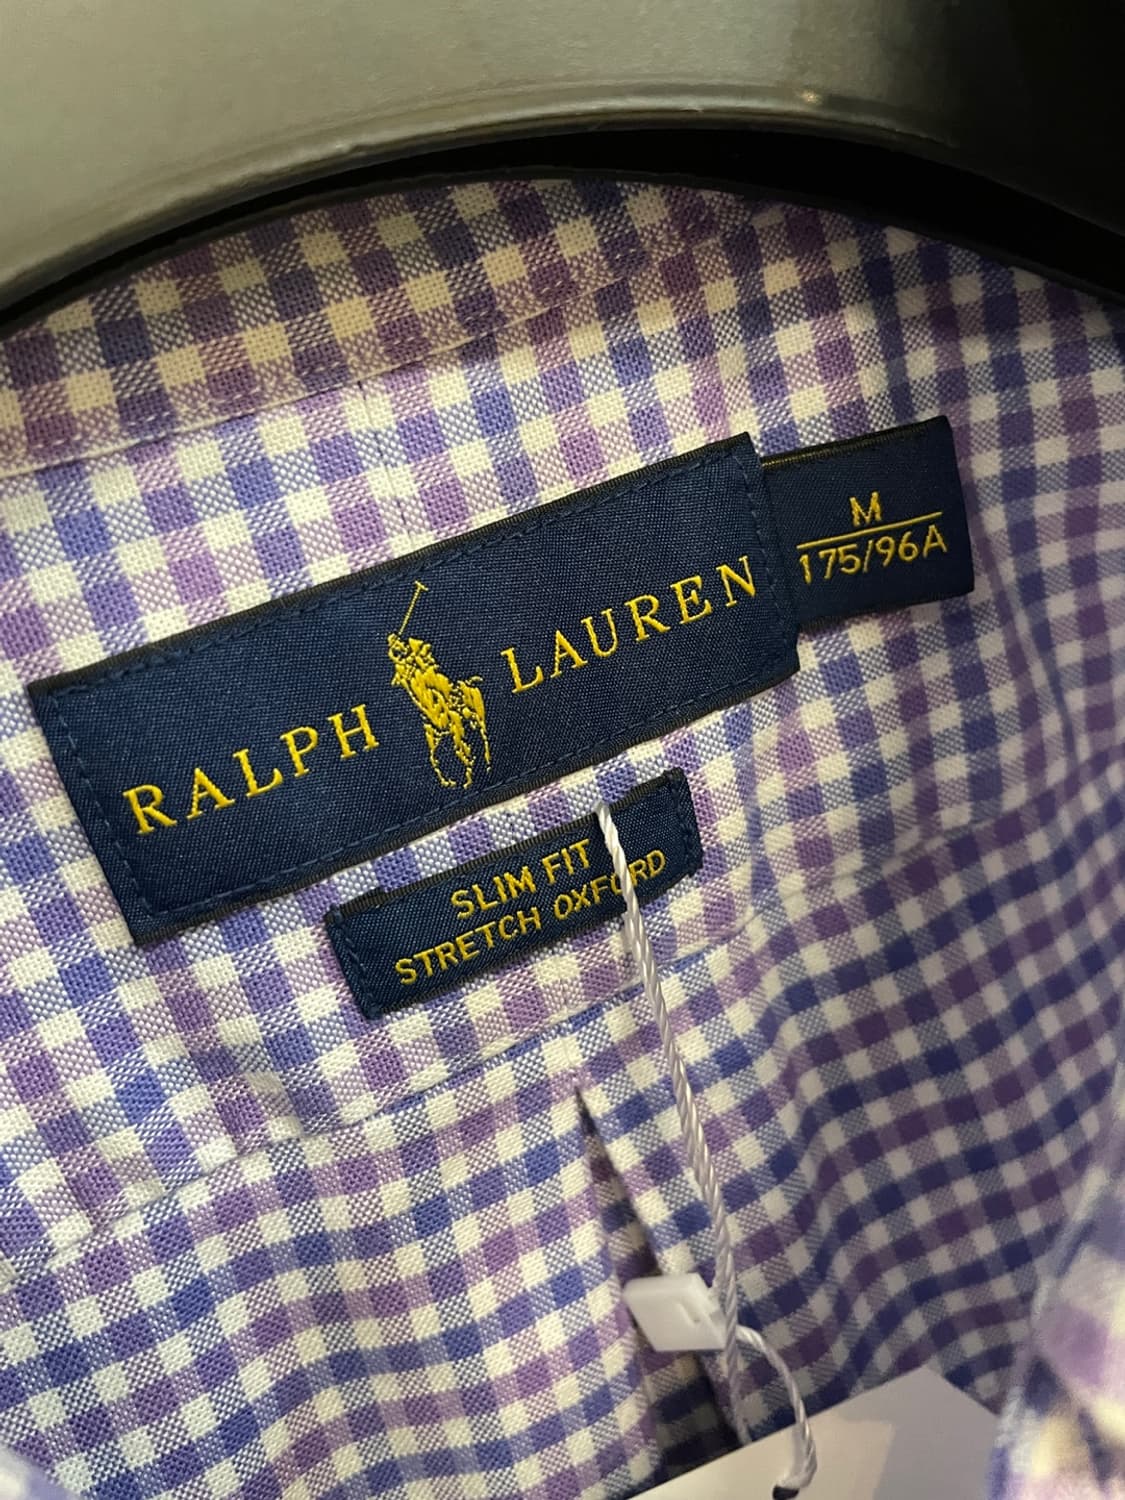 RALPH LAUREN
M
175/96A
SLIM FIT
STRETCH OXFORD